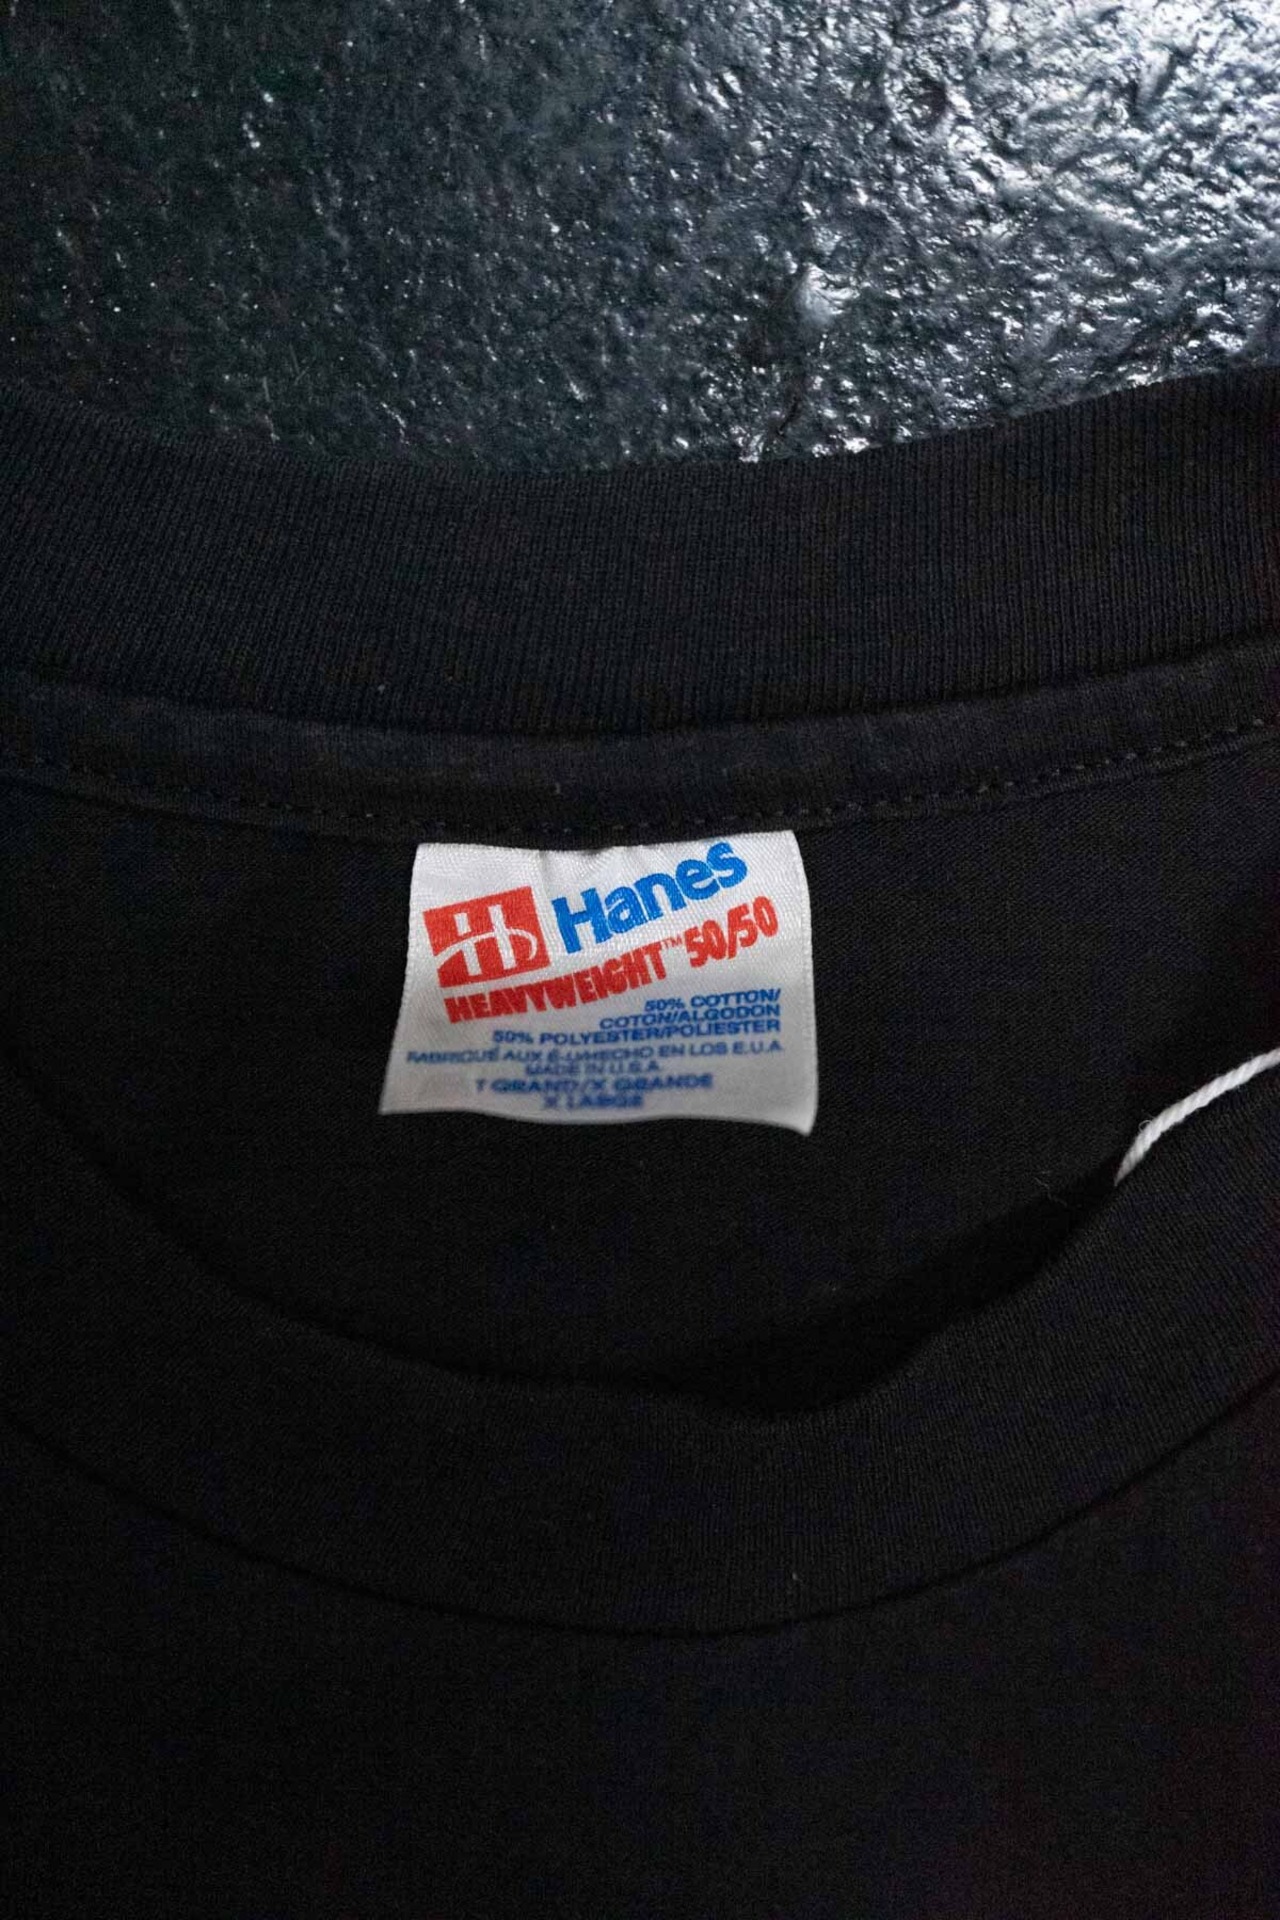 Hanes
HEAVYWEIGHT™ 50/50
50% COTTON/
COTON/ALGODON
50% POLYESTER/POLIESTER
FABRIQUÉ AUX É-U/HECHO EN LOS E.U.A.
MADE IN U.S.A.
T GRAND/X GRANDE
X LARGE